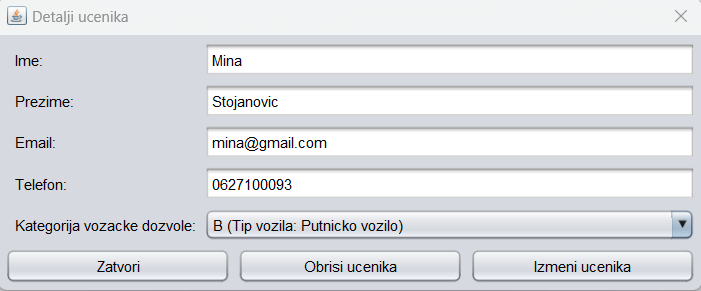 Detalji ucenika
Ime: Mina
Prezime: Stojanovic
Email: mina@gmail.com
Telefon: 0627100093
Kategorija vozacke dozvole: B (Tip vozila: Putnicko vozilo)
Zatvori Obrisi ucenika Izmeni ucenika